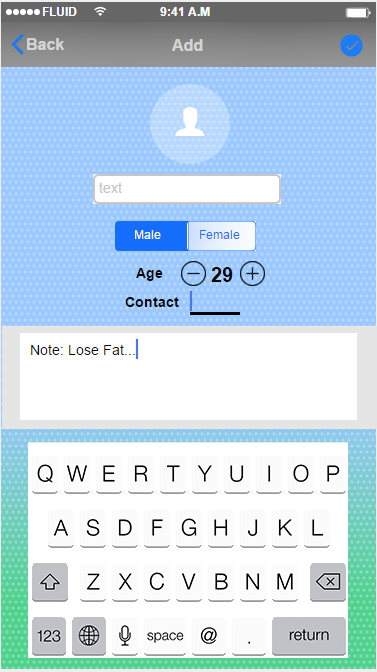 FLUID 9:41 A.M
Back Add
text
Male Female
Age 29
Contact
Note: Lose Fat...
Q W E R T Y U I O P
A S D F G H J K L
Z X C V B N M
123 space @ . return